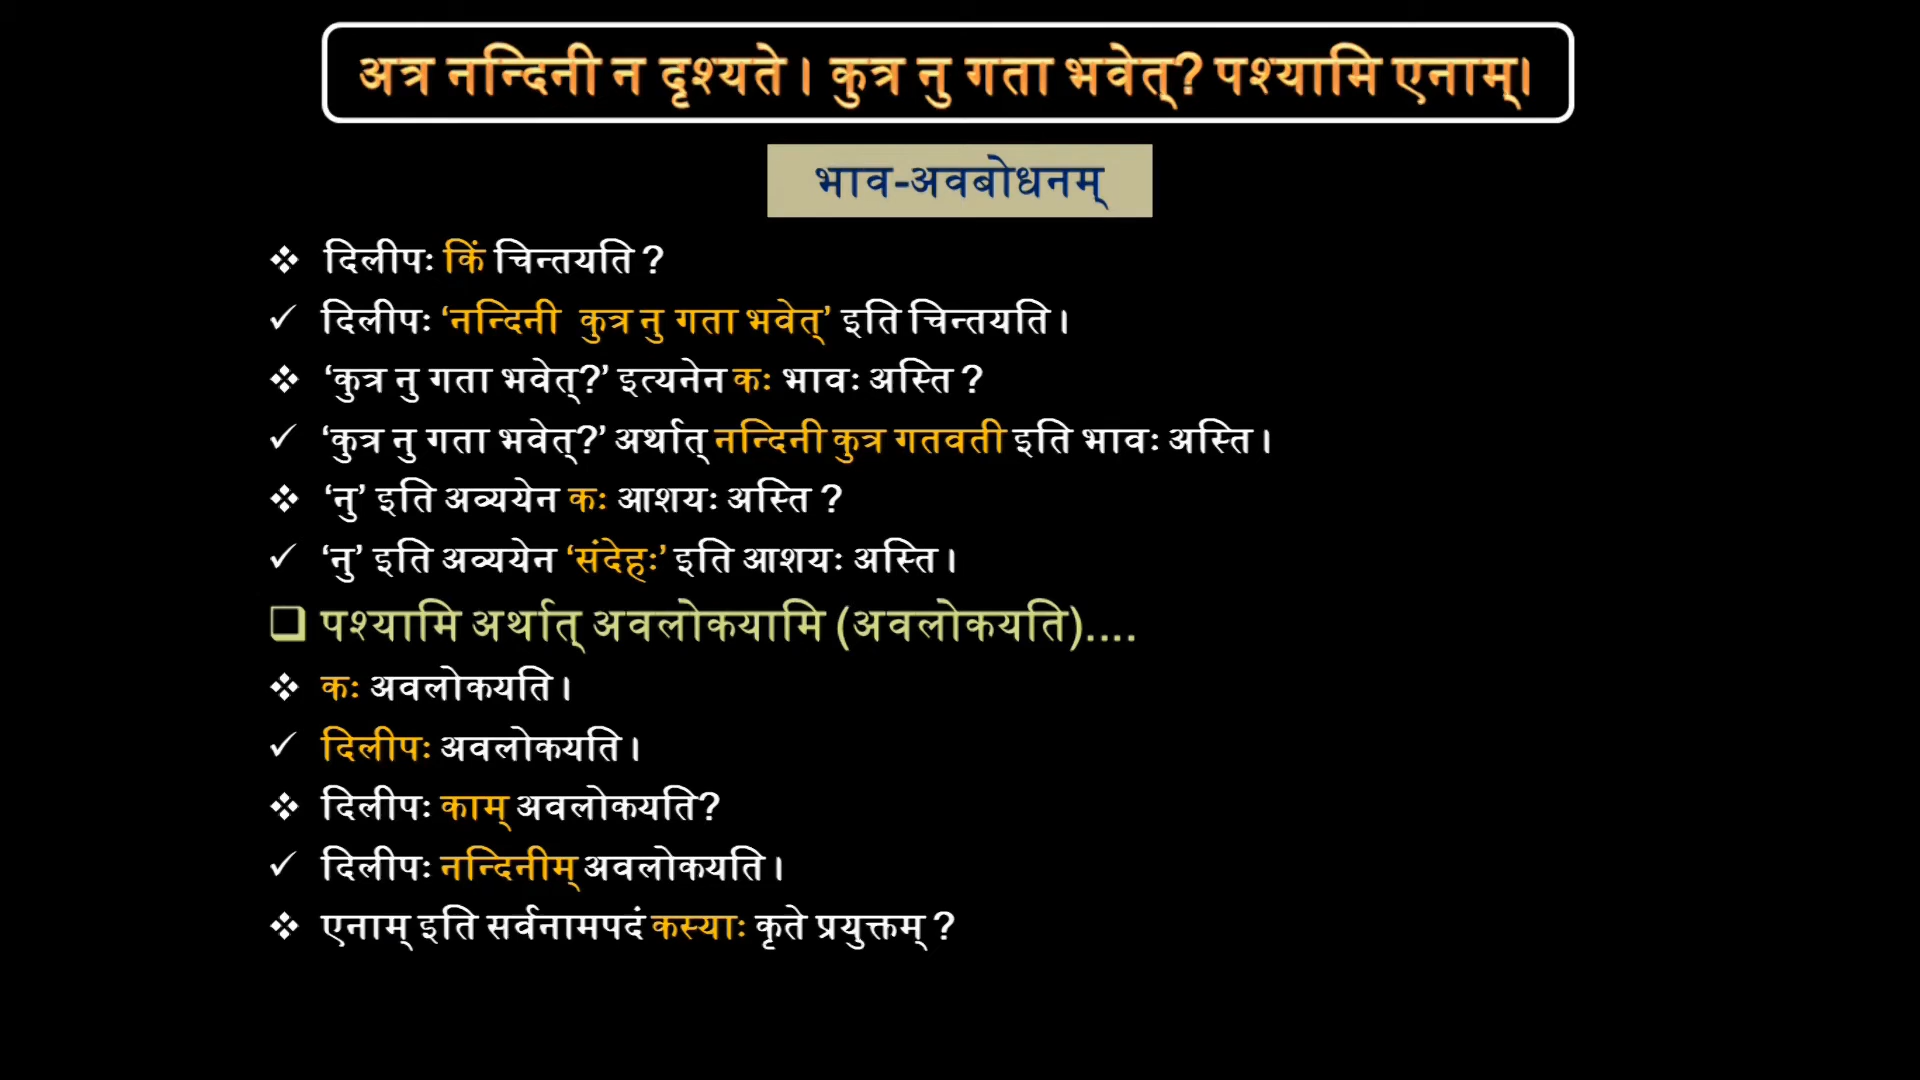 अत्र नन्दिनी न दृश्यते। कुत्र नु गता भवेत्? पश्यामि एनाम्।
भाव-अवबोधनम्
❖ दिलीपः किं चिन्तयति ?
✓ दिलीपः ‘नन्दिनी कुत्र नु गता भवेत्’ इति चिन्तयति।
❖ ‘कुत्र नु गता भवेत्?’ इत्यनेन कः भावः अस्ति ?
✓ ‘कुत्र नु गता भवेत्?’ अर्थात् नन्दिनी कुत्र गतवती इति भावः अस्ति।
❖ ‘नु’ इति अव्ययेन कः आशयः अस्ति ?
✓ ‘नु’ इति अव्ययेन ‘संदेहः’ इति आशयः अस्ति।
❑ पश्यामि अर्थात् अवलोकयामि (अवलोकयति)....
❖ कः अवलोकयति।
✓ दिलीपः अवलोकयति।
❖ दिलीपः काम् अवलोकयति?
✓ दिलीपः नन्दिनीम् अवलोकयति।
❖ एनाम् इति सर्वनामपदं कस्याः कृते प्रयुक्तम् ?